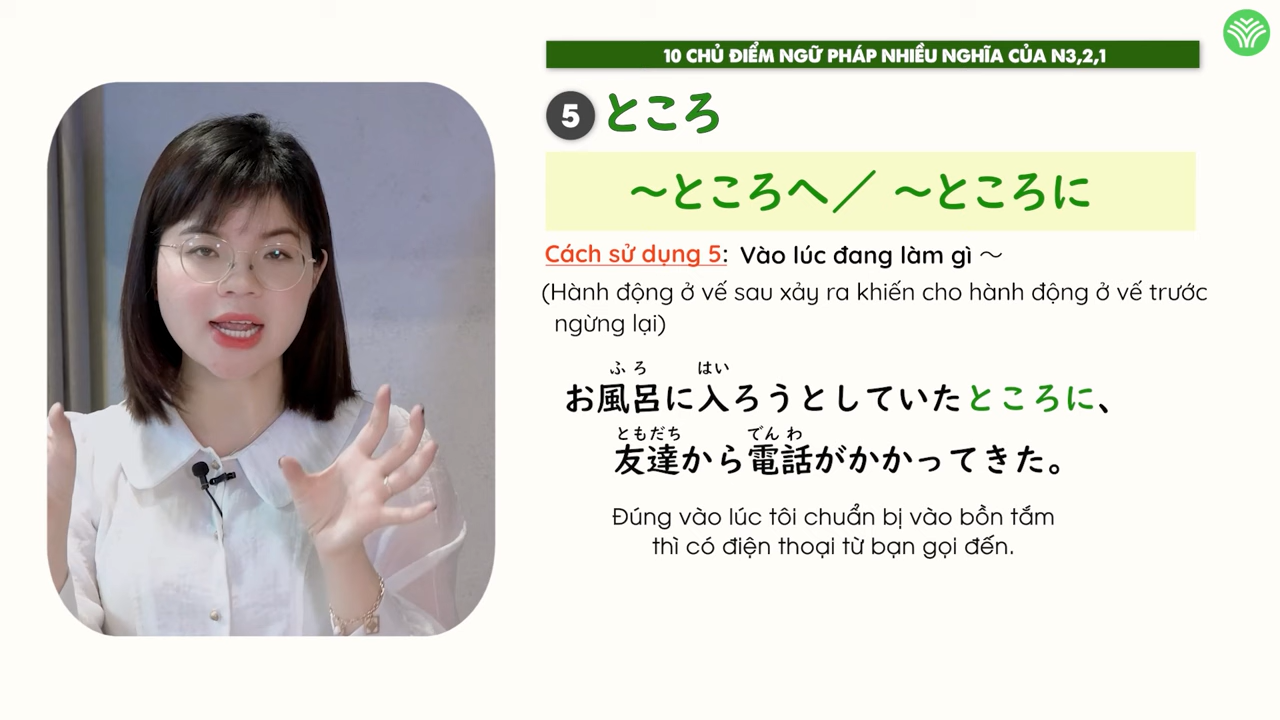 10 CHỦ ĐIỂM NGỮ PHÁP NHIỀU NGHĨA CỦA N3,2,1
5 ところ
～ところへ／ ～ところに
Cách sử dụng 5: Vào lúc đang làm gì ～
(Hành động ở vế sau xảy ra khiến cho hành động ở vế trước
ngừng lại)
ふろ はい
お風呂に入ろうとしていたところに、
ともだち でんわ
友達から電話がかかってきた。
Đúng vào lúc tôi chuẩn bị vào bồn tắm
thì có điện thoại từ bạn gọi đến.